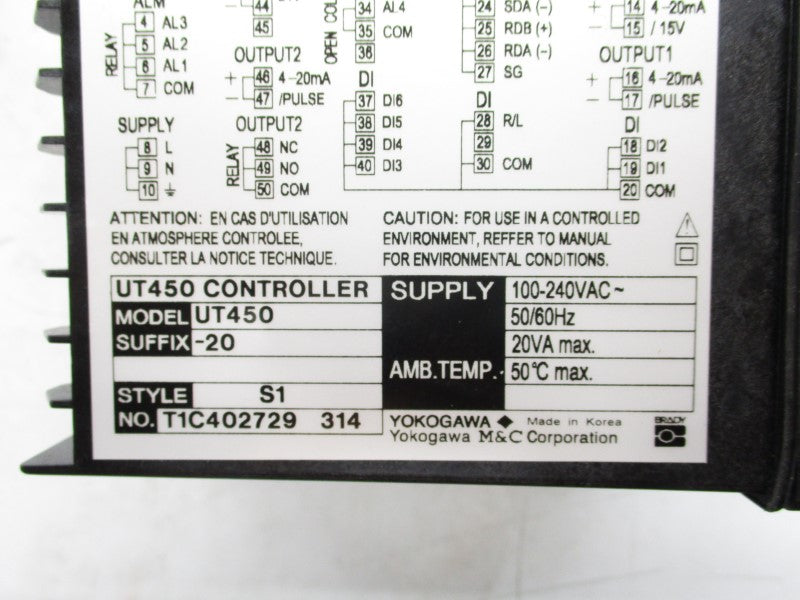 ALM
4 AL3
5 AL2
6 AL1
7 COM
RELAY
44
45
OUTPUT2
+ 46 4-20mA
- 47 /PULSE
OPEN COL
34 AL4
35 COM
36
DI
37 DI6
38 DI5
39 DI4
40 DI3
24 SDA (-)
25 RDB (+)
26 RDA (-)
27 SG
DI
28 R/L
29
30 COM
+ 14 4-20mA
- 15 / 15V
OUTPUT1
+ 16 4-20mA
- 17 /PULSE
DI
18 DI2
19 DI1
20 COM
SUPPLY
8 L
9 N
10
OUTPUT2
RELAY
48 NC
49 NO
50 COM
ATTENTION: EN CAS D'UTILISATION
EN ATMOSPHERE CONTROLEE,
CONSULTER LA NOTICE TECHNIQUE.
CAUTION: FOR USE IN A CONTROLLED
ENVIRONMENT, REFFER TO MANUAL
FOR ENVIRONMENTAL CONDITIONS.
UT450 CONTROLLER
MODEL UT450
SUFFIX -20
STYLE S1
NO. T1C402729 314
SUPPLY 100-240VAC ~
50/60Hz
20VA max.
AMB.TEMP. 50°C max.
YOKOGAWA ◆ Made in Korea
Yokogawa M&C Corporation
BRADY